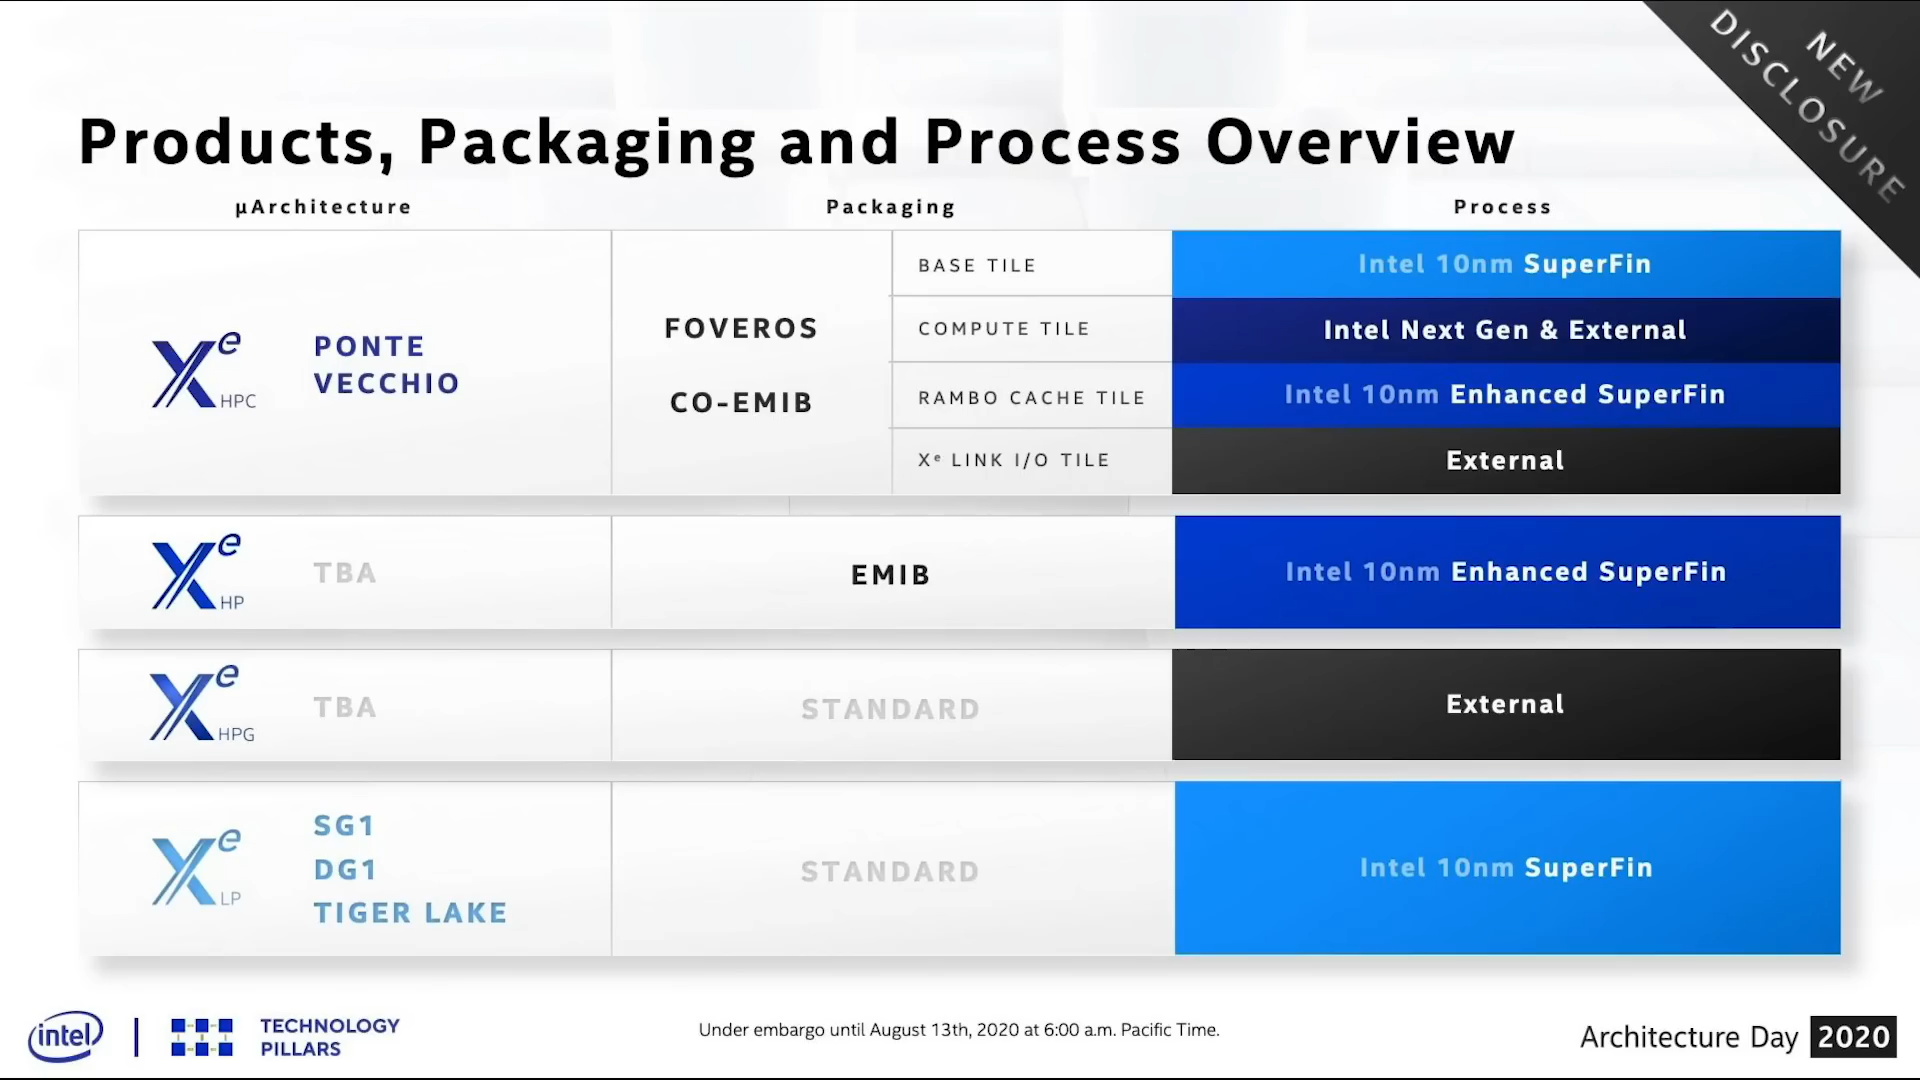 NEW
DISCLOSURE
Products, Packaging and Process Overview
µArchitecture
Packaging
Process
Xe HPC
PONTE
VECCHIO
FOVEROS
CO-EMIB
BASE TILE
Intel 10nm SuperFin
COMPUTE TILE
Intel Next Gen & External
RAMBO CACHE TILE
Intel 10nm Enhanced SuperFin
Xᵉ LINK I/O TILE
External
Xe HP
TBA
EMIB
Intel 10nm Enhanced SuperFin
Xe HPG
TBA
STANDARD
External
Xe LP
SG1
DG1
TIGER LAKE
STANDARD
Intel 10nm SuperFin
intel
TECHNOLOGY
PILLARS
Under embargo until August 13th, 2020 at 6:00 a.m. Pacific Time.
Architecture Day 2020